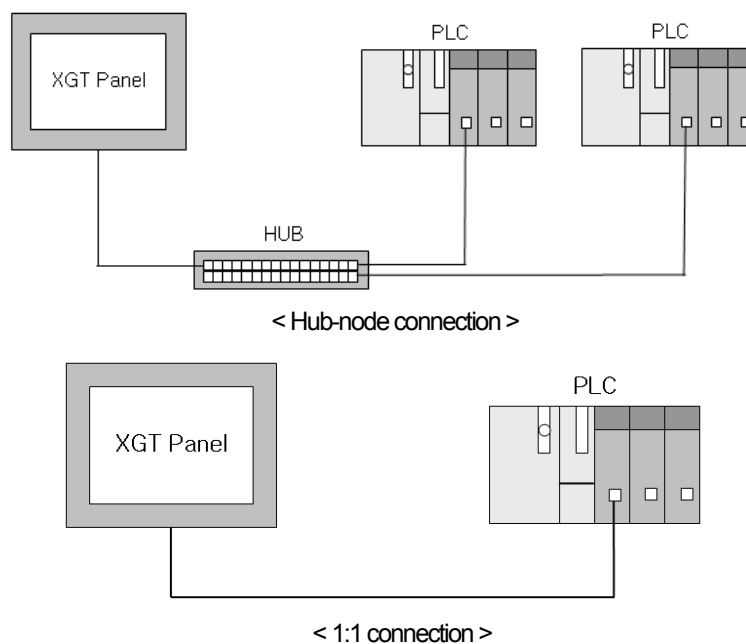 PLC
PLC
XGT Panel
HUB
< Hub-node connection >
PLC
XGT Panel
< 1:1 connection >